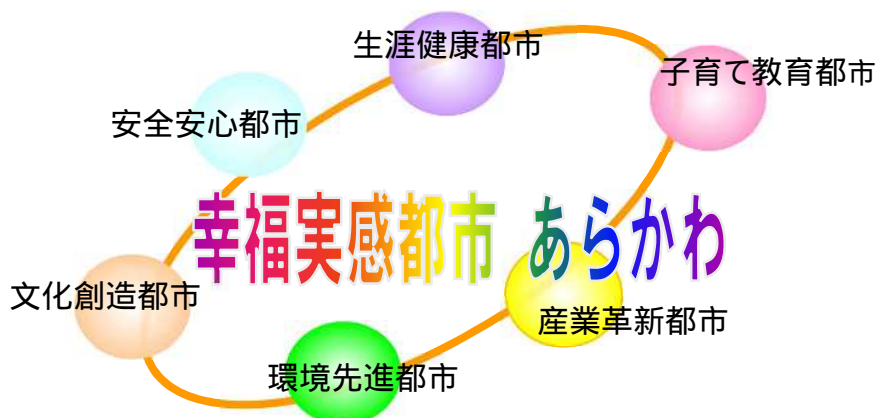 生涯健康都市
子育て教育都市
安全安心都市
幸福実感都市 あらかわ
文化創造都市
産業革新都市
環境先進都市